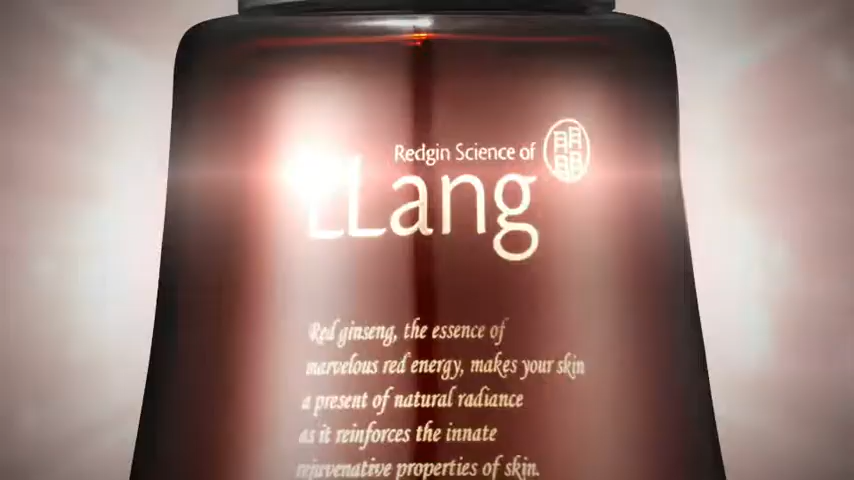 Redgin Science of
LLang
Red ginseng, the essence of
marvelous red energy, makes your skin
a present of natural radiance
as it reinforces the innate
rejuvenative properties of skin.